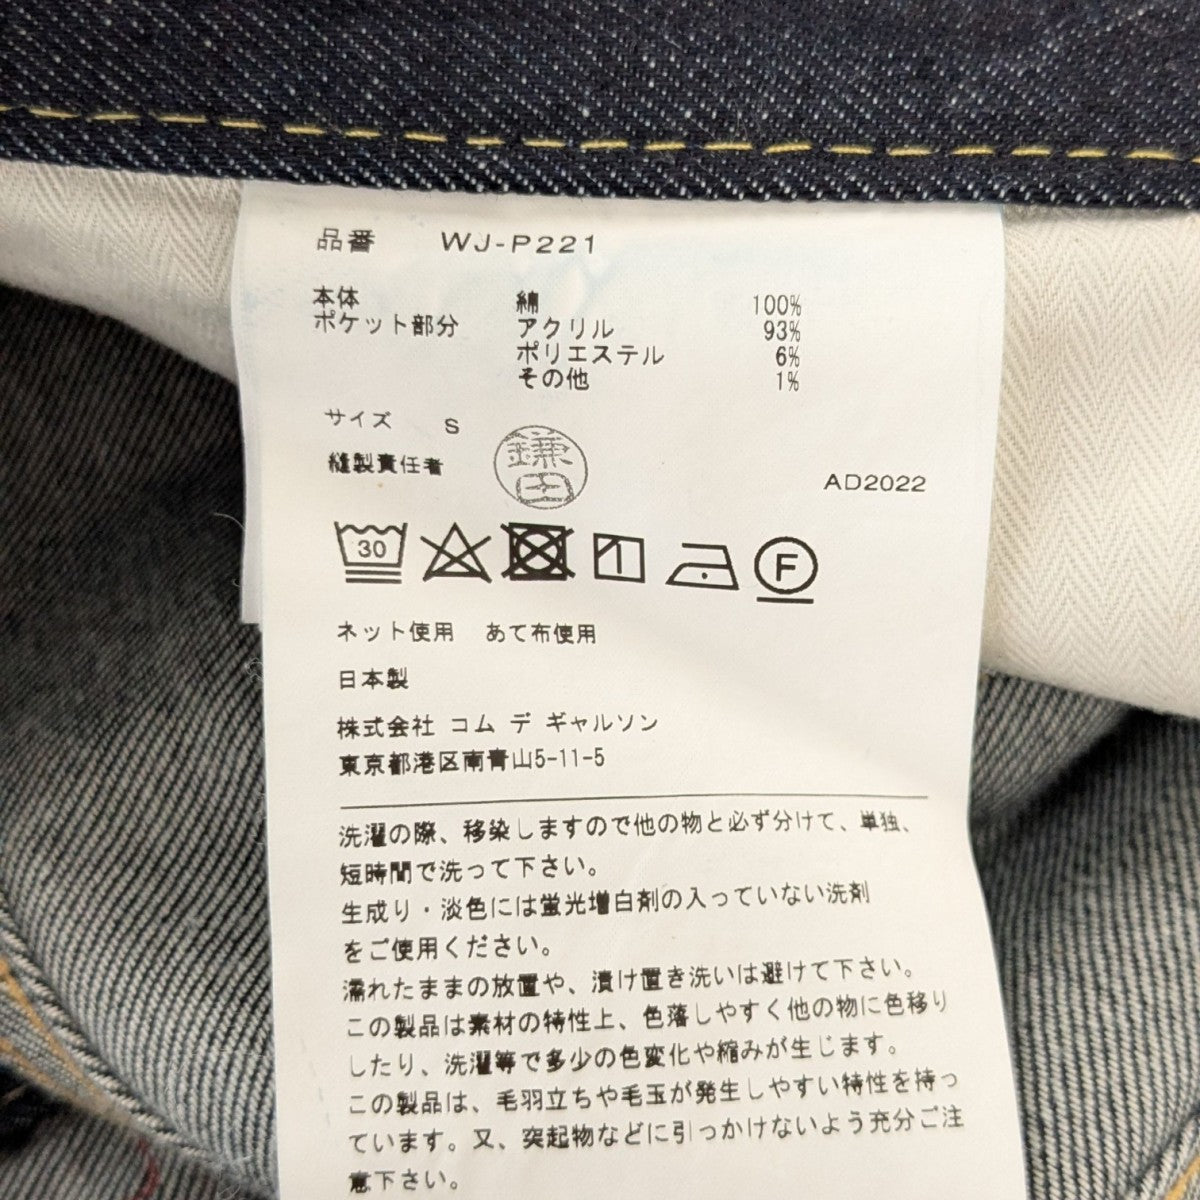 品番 WJ-P221
本体 綿 100%
ポケット部分 アクリル 93%
ポリエステル 6%
その他 1%
サイズ S
縫製責任者 鎌田
AD2022
30 F
ネット使用 あて布使用
日本製
株式会社 コム デ ギャルソン
東京都港区南青山5-11-5
洗濯の際、移染しますので他の物と必ず分けて、単独、
短時間で洗って下さい。
生成り・淡色には蛍光増白剤の入っていない洗剤
をご使用ください。
濡れたままの放置や、漬け置き洗いは避けて下さい。
この製品は素材の特性上、色落しやすく他の物に色移り
したり、洗濯等で多少の色変化や縮みが生じます。
この製品は、毛羽立ちや毛玉が発生しやすい特性を持っ
ています。又、突起物などに引っかけないよう充分ご注
意下さい。